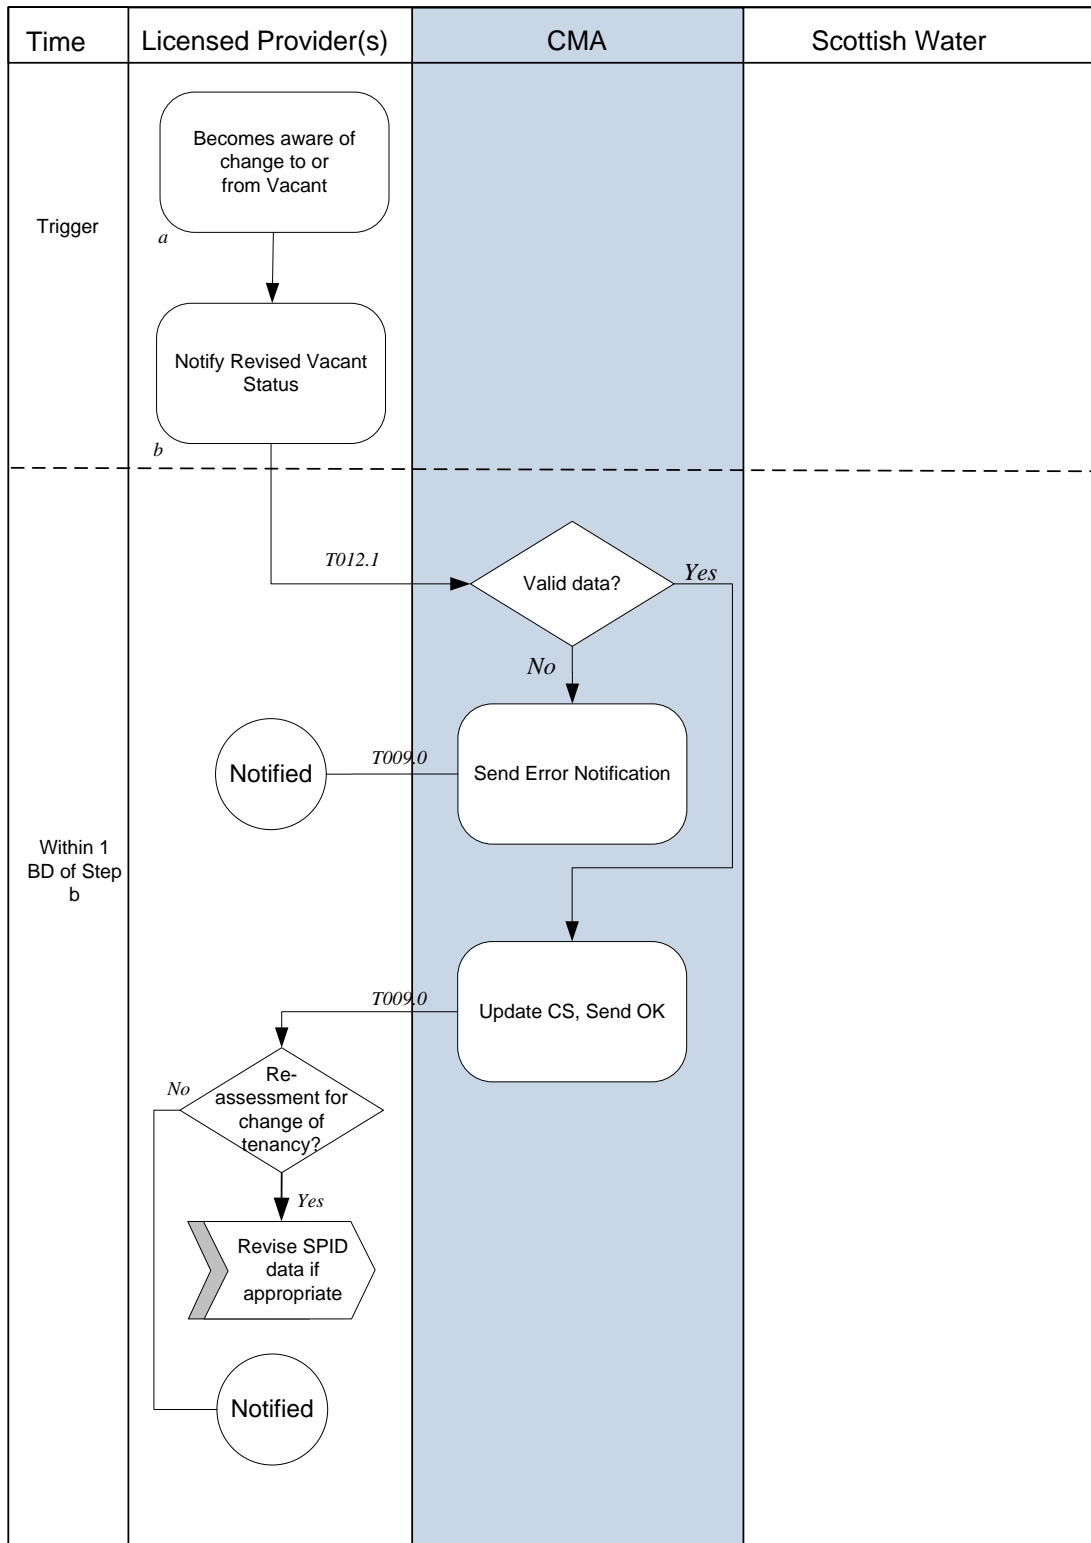 Time
Licensed Provider(s)
CMA
Scottish Water
Becomes aware of
change to or
from Vacant
Trigger
a
Notify Revised Vacant
Status
b
T012.1
Valid data?
Yes
No
Notified
T009.0
Send Error Notification
Within 1
BD of Step
b
T009.0
Update CS, Send OK
Re-
assessment for
change of
tenancy?
No
Yes
Revise SPID
data if
appropriate
Notified